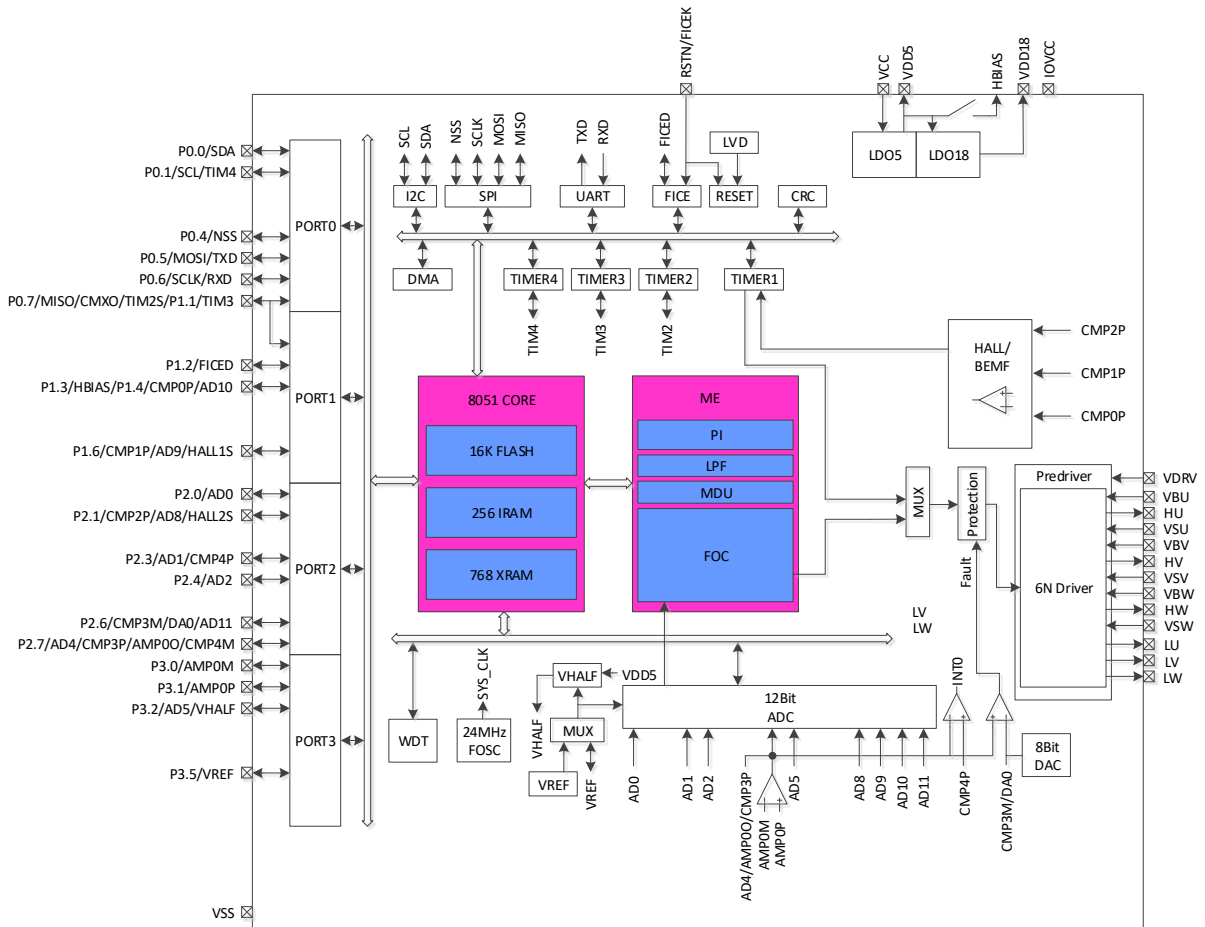 RSTN/FICEK
VCC
VDD5
HBIAS
VDD18
IOVCC
P0.0/SDA
P0.1/SCL/TIM4
P0.4/NSS
P0.5/MOSI/TXD
P0.6/SCLK/RXD
P0.7/MISO/CMXO/TIM2S/P1.1/TIM3
P1.2/FICED
P1.3/HBIAS/P1.4/CMP0P/AD10
P1.6/CMP1P/AD9/HALL1S
P2.0/AD0
P2.1/CMP2P/AD8/HALL2S
P2.3/AD1/CMP4P
P2.4/AD2
P2.6/CMP3M/DA0/AD11
P2.7/AD4/CMP3P/AMP0O/CMP4M
P3.0/AMP0M
P3.1/AMP0P
P3.2/AD5/VHALF
P3.5/VREF
VSS
PORT0
PORT1
PORT2
PORT3
SCL
SDA
NSS
SCLK
MOSI
MISO
TXD
RXD
FICED
LVD
I2C
SPI
UART
FICE
RESET
CRC
LDO5
LDO18
DMA
TIMER4
TIMER3
TIMER2
TIMER1
TIM4
TIM3
TIM2
HALL/
BEMF
CMP2P
CMP1P
CMP0P
8051 CORE
16K FLASH
256 IRAM
768 XRAM
ME
PI
LPF
MDU
FOC
MUX
Protection
Fault
Predriver
6N Driver
VDRV
VBU
HU
VSU
VBV
HV
VSV
VBW
HW
VSW
LU
LV
LW
LV
LW
WDT
SYS_CLK
24MHz
FOSC
VHALF
VDD5
VHALF
MUX
VREF
VREF
12Bit
ADC
INT0
8Bit
DAC
AD0
AD1
AD2
AD4/AMP0O/CMP3P
AMP0M
AMP0P
AD5
AD8
AD9
AD10
AD11
CMP4P
CMP3M/DA0